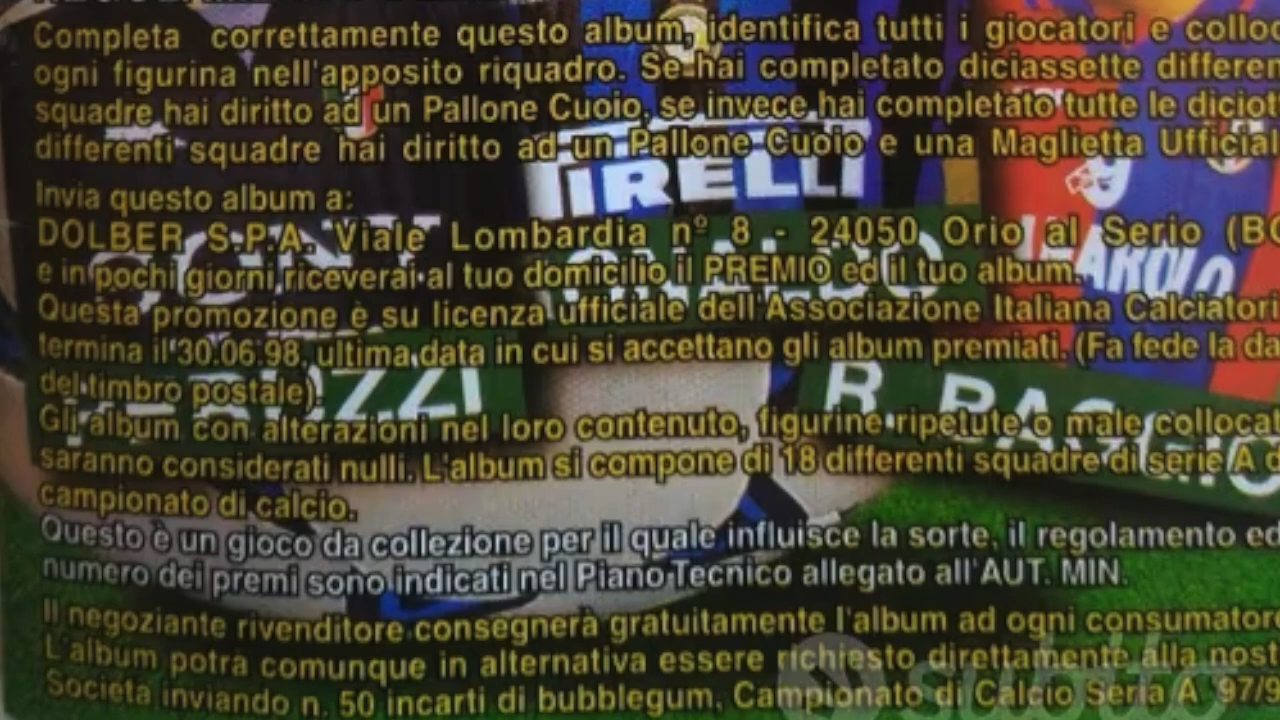 Completa correttamente questo album, identifica tutti i giocatori e colloc
ogni figurina nell'apposito riquadro. Se hai completato diciassette differen
squadre hai diritto ad un Pallone Cuoio, se invece hai completato tutte le diciot
differenti squadre hai diritto ad un Pallone Cuoio e una Maglietta Ufficial
PIRELLI
Invia questo album a:
DOLBER S.P.A. Viale Lombardia n° 8 - 24050 Orio al Serio (BG
e in pochi giorni riceverai al tuo domicilio il PREMIO ed il tuo album.
Questa promozione è su licenza ufficiale dell'Associazione Italiana Calciatori
termina il 30.06.98, ultima data in cui si accettano gli album premiati. (Fa fede la da
del timbro postale).
R. BAGGIO
Gli album con alterazioni nel loro contenuto, figurine ripetute o male collocat
saranno considerati nulli. L'album si compone di 18 differenti squadre di serie A d
campionato di calcio.
Questo è un gioco da collezione per il quale influisce la sorte, il regolamento ed
numero dei premi sono indicati nel Piano Tecnico allegato all'AUT. MIN.
Il negoziante rivenditore consegnerà gratuitamente l'album ad ogni consumatore
L'album potrà comunque in alternativa essere richiesto direttamente alla nost
Società inviando n. 50 incarti di bubblegum, Campionato di Calcio Serie A 97/9
subito